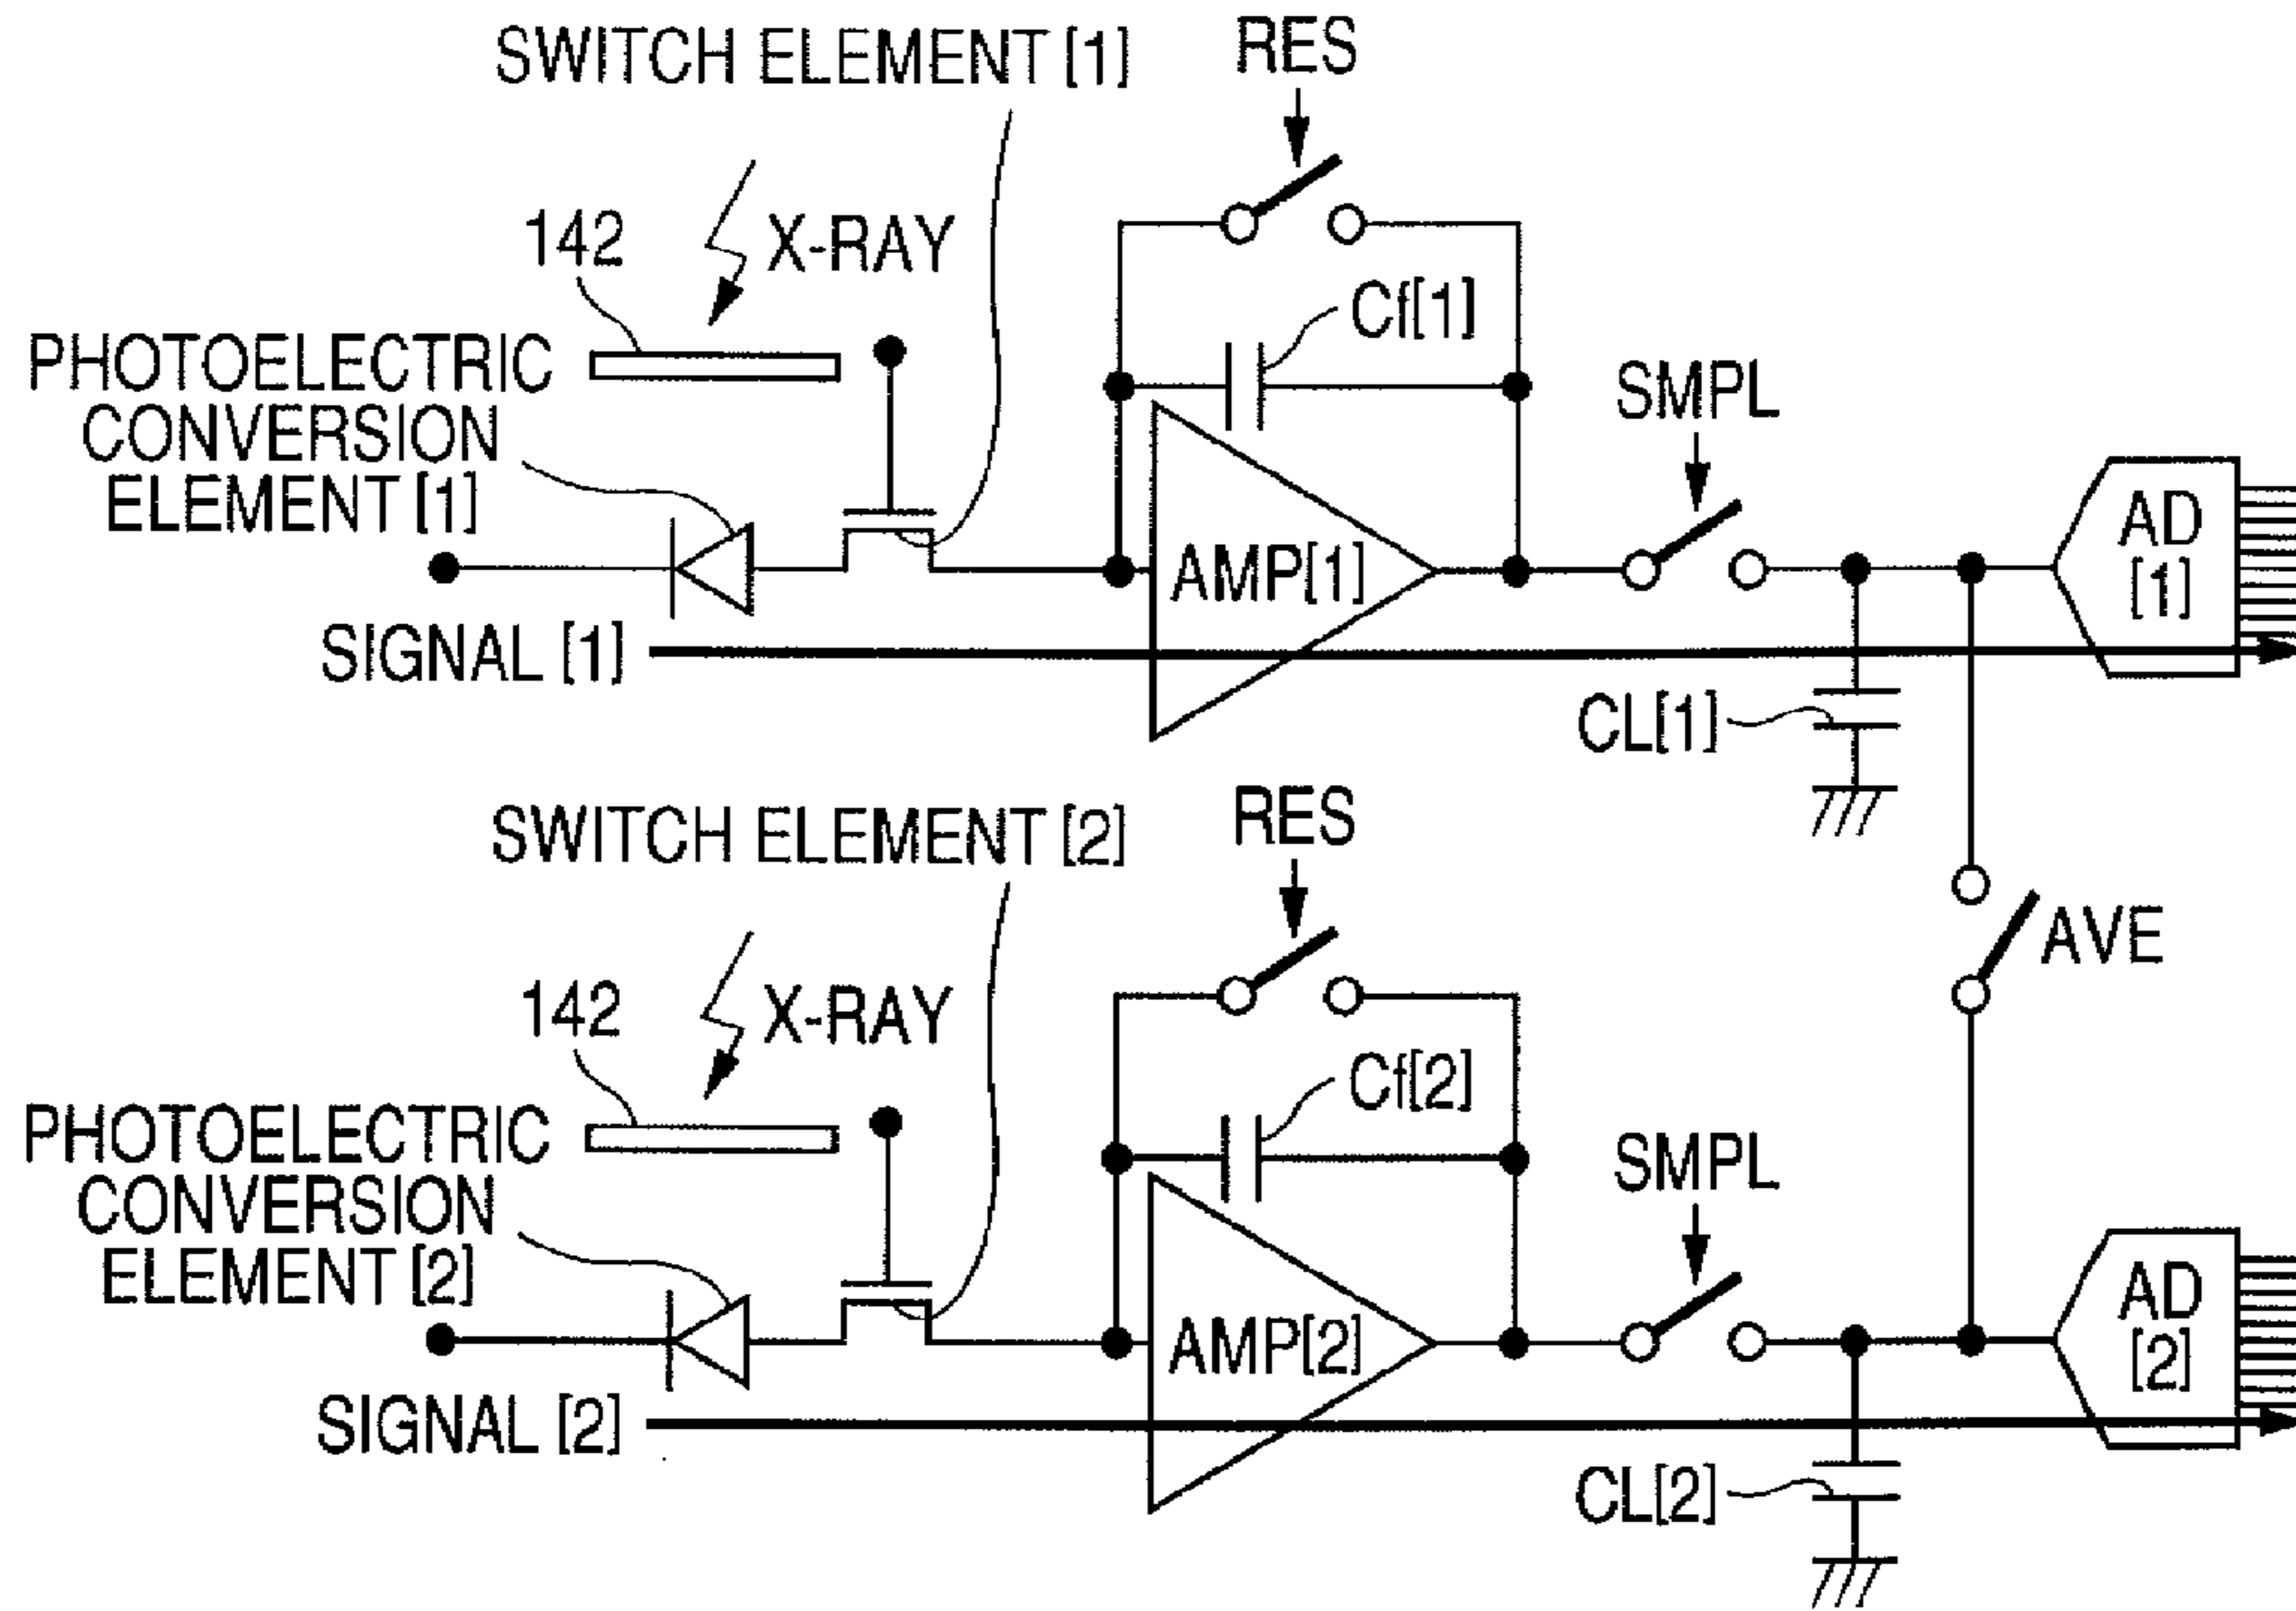 SWITCH ELEMENT [1]
RES
142
X-RAY
Cf[1]
PHOTOELECTRIC
CONVERSION
ELEMENT [1]
SMPL
AD
[1]
AMP[1]
SIGNAL [1]
CL[1]
SWITCH ELEMENT [2]
RES
AVE
142
X-RAY
Cf[2]
PHOTOELECTRIC
CONVERSION
ELEMENT [2]
SMPL
AD
[2]
AMP[2]
SIGNAL [2]
CL[2]